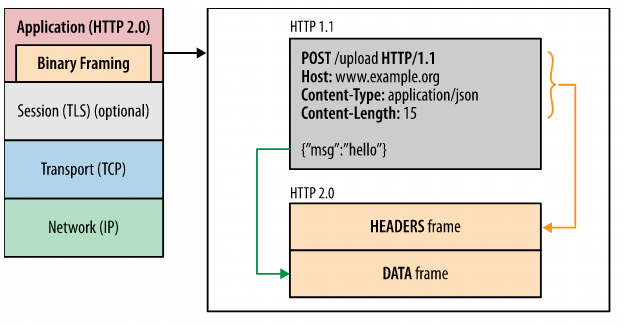 Application (HTTP 2.0)
Binary Framing
Session (TLS) (optional)
Transport (TCP)
Network (IP)
HTTP 1.1
POST /upload HTTP/1.1
Host: www.example.org
Content-Type: application/json
Content-Length: 15
{"msg":"hello"}
HTTP 2.0
HEADERS frame
DATA frame